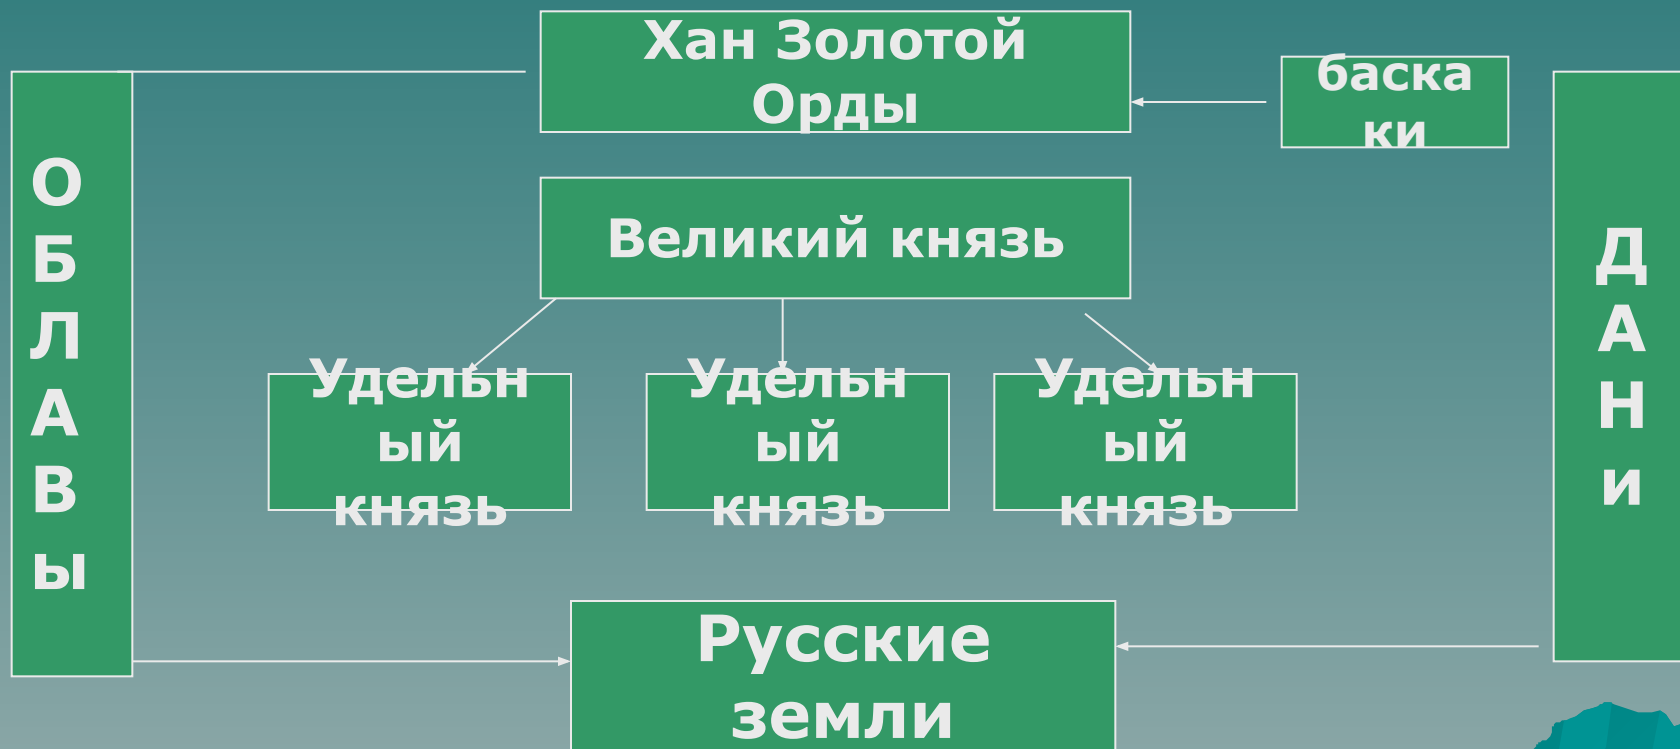 Хан Золотой
Орды
баска
ки
О
Б
Л
А
В
ы
Великий князь
Д
А
Н
и
Удельн
ый
князь
Удельн
ый
князь
Удельн
ый
князь
Русские
земли